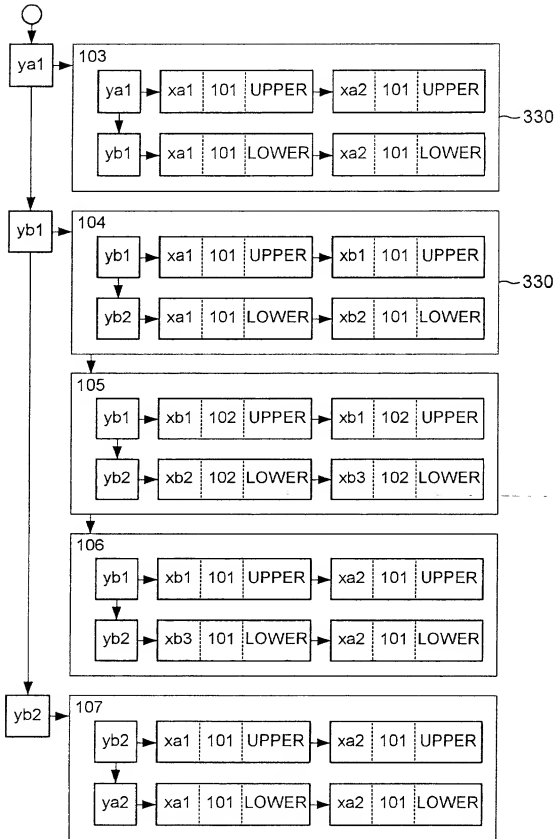 103
ya1
ya1 xa1 101 UPPER xa2 101 UPPER
330
yb1 xa1 101 LOWER xa2 101 LOWER
104
yb1
yb1 xa1 101 UPPER xb1 101 UPPER
330
yb2 xa1 101 LOWER xb2 101 LOWER
105
yb1 xb1 102 UPPER xb1 102 UPPER
yb2 xb2 102 LOWER xb3 102 LOWER
106
yb1 xb1 101 UPPER xa2 101 UPPER
yb2 xb3 101 LOWER xa2 101 LOWER
107
yb2
yb2 xa1 101 UPPER xa2 101 UPPER
ya2 xa1 101 LOWER xa2 101 LOWER